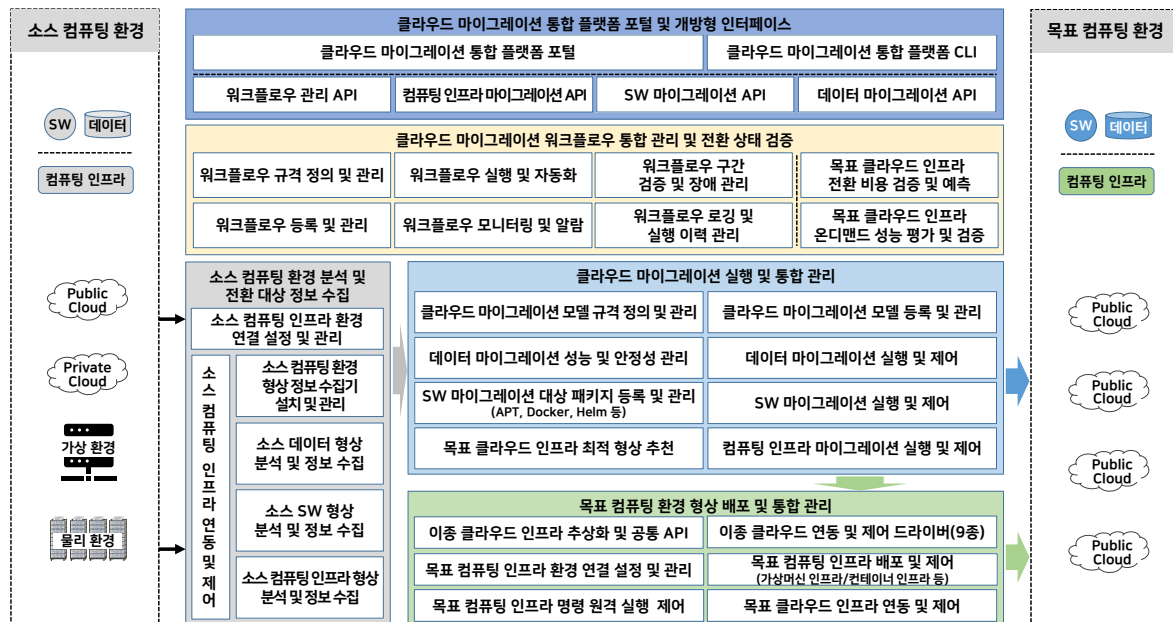 소스 컴퓨팅 환경
SW
데이터
컴퓨팅 인프라
Public
Cloud
Private
Cloud
가상 환경
물리 환경
클라우드 마이그레이션 통합 플랫폼 포털 및 개방형 인터페이스
클라우드 마이그레이션 통합 플랫폼 포털
클라우드 마이그레이션 통합 플랫폼 CLI
워크플로우 관리 API
컴퓨팅 인프라 마이그레이션 API
SW 마이그레이션 API
데이터 마이그레이션 API
클라우드 마이그레이션 워크플로우 통합 관리 및 전환 상태 검증
워크플로우 규격 정의 및 관리
워크플로우 실행 및 자동화
워크플로우 구간
검증 및 장애 관리
목표 클라우드 인프라
전환 비용 검증 및 예측
워크플로우 등록 및 관리
워크플로우 모니터링 및 알람
워크플로우 로깅 및
실행 이력 관리
목표 클라우드 인프라
온디맨드 성능 평가 및 검증
소스 컴퓨팅 환경 분석 및
전환 대상 정보 수집
소스 컴퓨팅 인프라 환경
연결 설정 및 관리
소스 컴퓨팅 인프라 연동 및 제어
소스 컴퓨팅 환경
형상 정보 수집기
설치 및 관리
소스 데이터 형상
분석 및 정보 수집
소스 SW 형상
분석 및 정보 수집
소스 컴퓨팅 인프라 형상
분석 및 정보 수집
클라우드 마이그레이션 실행 및 통합 관리
클라우드 마이그레이션 모델 규격 정의 및 관리
클라우드 마이그레이션 모델 등록 및 관리
데이터 마이그레이션 성능 및 안정성 관리
데이터 마이그레이션 실행 및 제어
SW 마이그레이션 대상 패키지 등록 및 관리
(APT, Docker, Helm 등)
SW 마이그레이션 실행 및 제어
목표 클라우드 인프라 최적 형상 추천
컴퓨팅 인프라 마이그레이션 실행 및 제어
목표 컴퓨팅 환경 형상 배포 및 통합 관리
이종 클라우드 인프라 추상화 및 공통 API
이종 클라우드 연동 및 제어 드라이버(9종)
목표 컴퓨팅 인프라 환경 연결 설정 및 관리
목표 컴퓨팅 인프라 배포 및 제어
(가상머신 인프라/컨테이너 인프라 등)
목표 컴퓨팅 인프라 명령 원격 실행 제어
목표 클라우드 인프라 연동 및 제어
목표 컴퓨팅 환경
SW
데이터
컴퓨팅 인프라
Public
Cloud
Public
Cloud
Public
Cloud
Public
Cloud